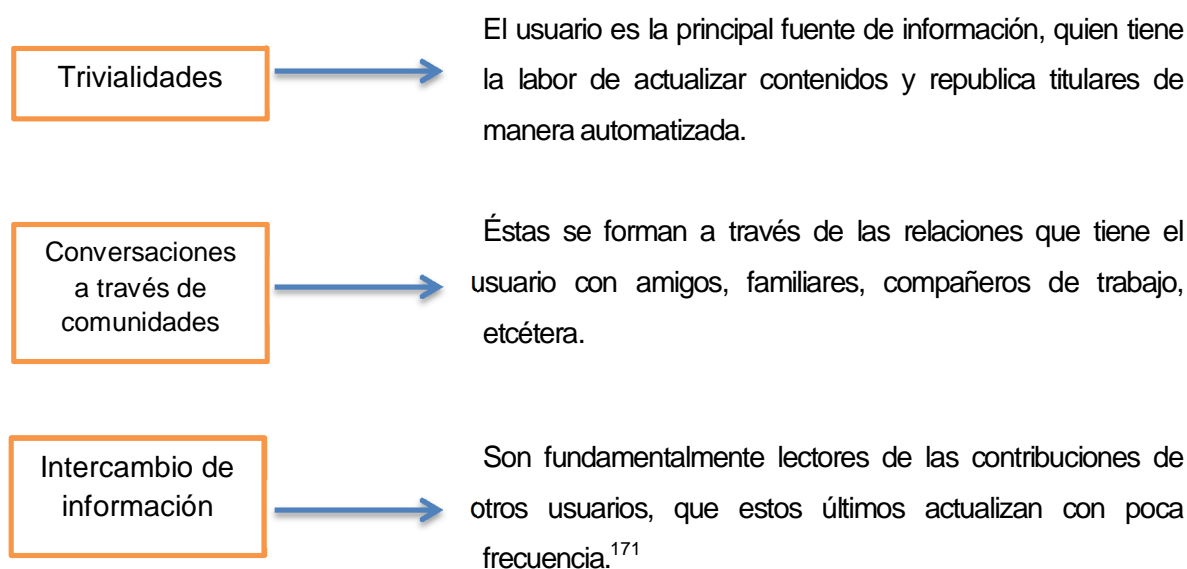 Trivialidades
El usuario es la principal fuente de información, quien tiene
la labor de actualizar contenidos y republica titulares de
manera automatizada.
Conversaciones
a través de
comunidades
Éstas se forman a través de las relaciones que tiene el
usuario con amigos, familiares, compañeros de trabajo,
etcétera.
Intercambio de
información
Son fundamentalmente lectores de las contribuciones de
otros usuarios, que estos últimos actualizan con poca
frecuencia.171